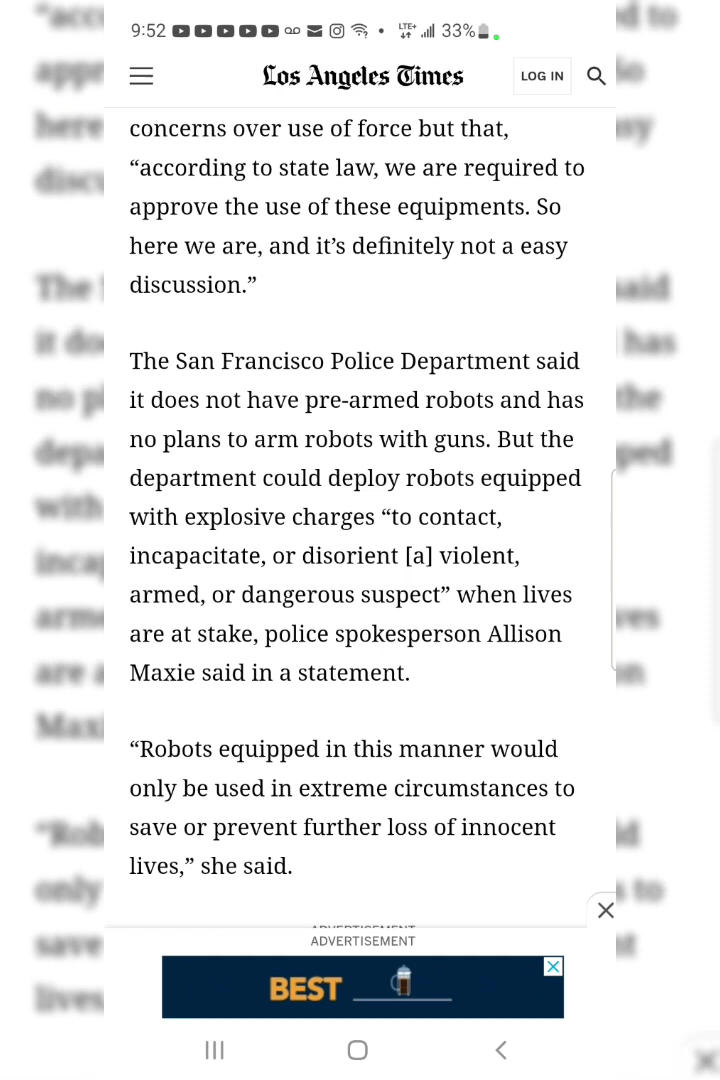 9:52
LTE+
33%
Los Angeles Times
LOG IN
concerns over use of force but that,
“according to state law, we are required to
approve the use of these equipments. So
here we are, and it’s definitely not a easy
discussion.”
The San Francisco Police Department said
it does not have pre-armed robots and has
no plans to arm robots with guns. But the
department could deploy robots equipped
with explosive charges “to contact,
incapacitate, or disorient [a] violent,
armed, or dangerous suspect” when lives
are at stake, police spokesperson Allison
Maxie said in a statement.
“Robots equipped in this manner would
only be used in extreme circumstances to
save or prevent further loss of innocent
lives,” she said.
ADVERTISEMENT
BEST